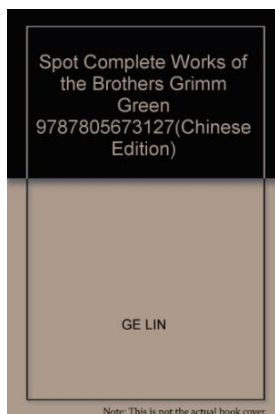 Spot Complete Works of
the Brothers Grimm
Green
9787805673127(Chinese
Edition)
GE LIN
Note: This is not the actual book cover